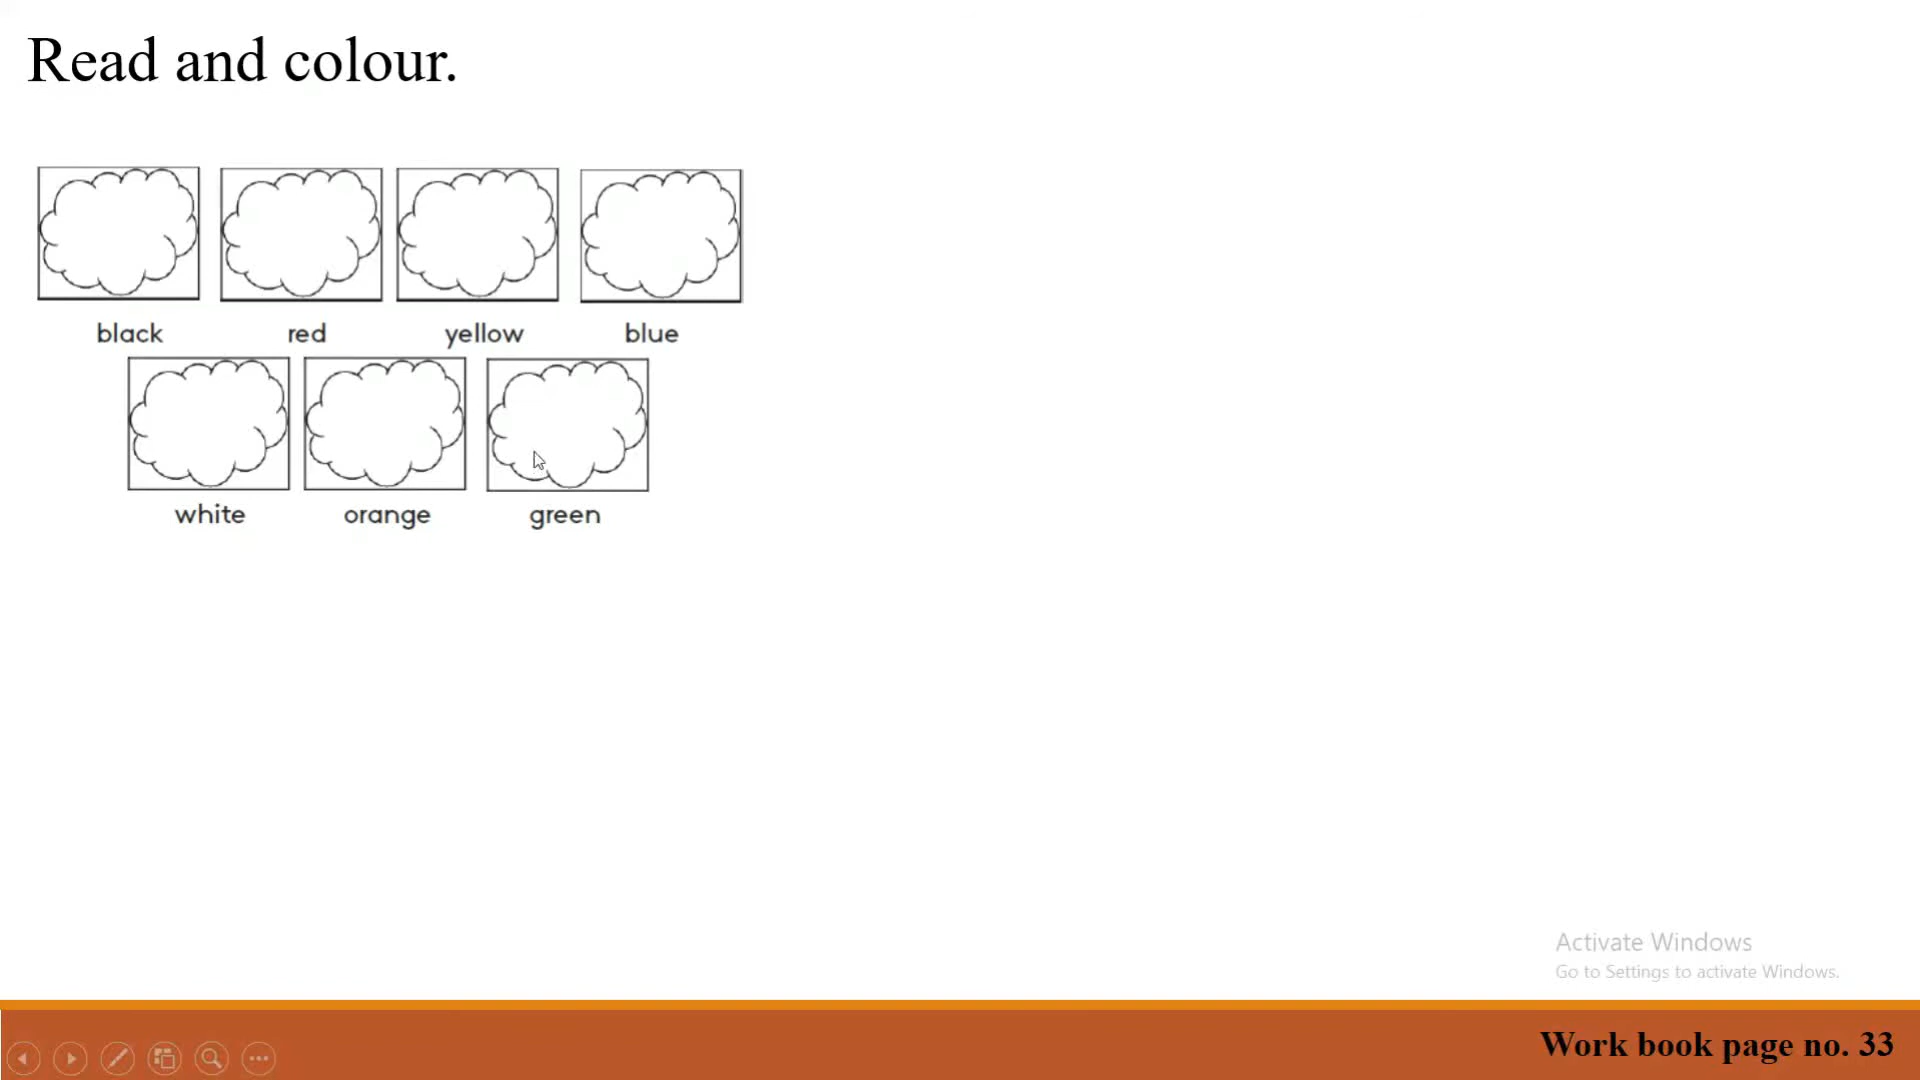 Read and colour.
black red yellow blue
white orange green
Activate Windows
Go to Settings to activate Windows.
Work book page no. 33